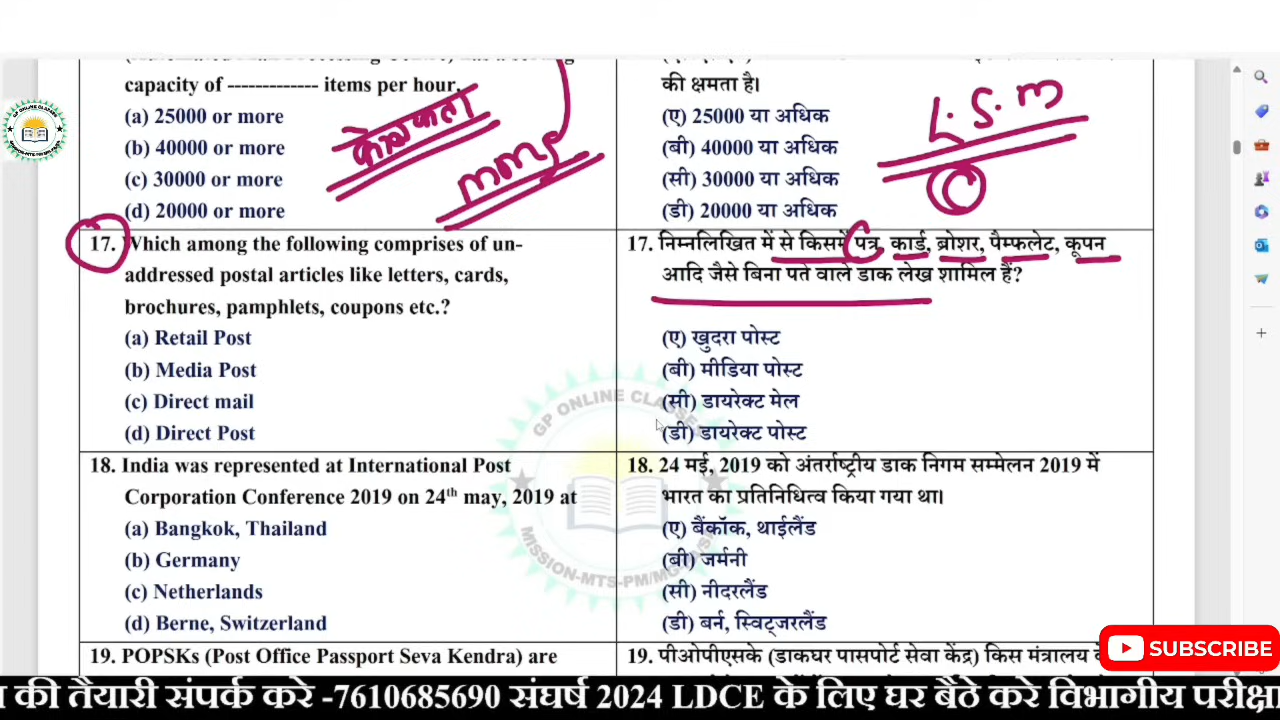 capacity of ------------- items per hour.
(a) 25000 or more
(b) 40000 or more
(c) 30000 or more
(d) 20000 or more
कोलकता
mms
की क्षमता है।
(ए) 25000 या अधिक
(बी) 40000 या अधिक
(सी) 30000 या अधिक
(डी) 20000 या अधिक
L.S.M
17. Which among the following comprises of un-
addressed postal articles like letters, cards,
brochures, pamphlets, coupons etc.?
(a) Retail Post
(b) Media Post
(c) Direct mail
(d) Direct Post
17. निम्नलिखित में से किसमें पत्र, कार्ड, ब्रोशर, पैम्फलेट, कूपन
आदि जैसे बिना पते वाले डाक लेख शामिल हैं?
(ए) खुदरा पोस्ट
(बी) मीडिया पोस्ट
(सी) डायरेक्ट मेल
(डी) डायरेक्ट पोस्ट
18. India was represented at International Post
Corporation Conference 2019 on 24th may, 2019 at
(a) Bangkok, Thailand
(b) Germany
(c) Netherlands
(d) Berne, Switzerland
18. 24 मई, 2019 को अंतर्राष्ट्रीय डाक निगम सम्मेलन 2019 में
भारत का प्रतिनिधित्व किया गया था।
(ए) बैंकॉक, थाईलैंड
(बी) जर्मनी
(सी) नीदरलैंड
(डी) बर्न, स्विट्जरलैंड
19. POPSKs (Post Office Passport Seva Kendra) are
19. पीओपीएसके (डाकघर पासपोर्ट सेवा केंद्र) किस मंत्रालय
GP ONLINE CLASSES
SUBSCRIBE
की तैयारी संपर्क करे -7610685690 संघर्ष 2024 LDCE के लिए घर बैठे करे विभागीय परीक्षा